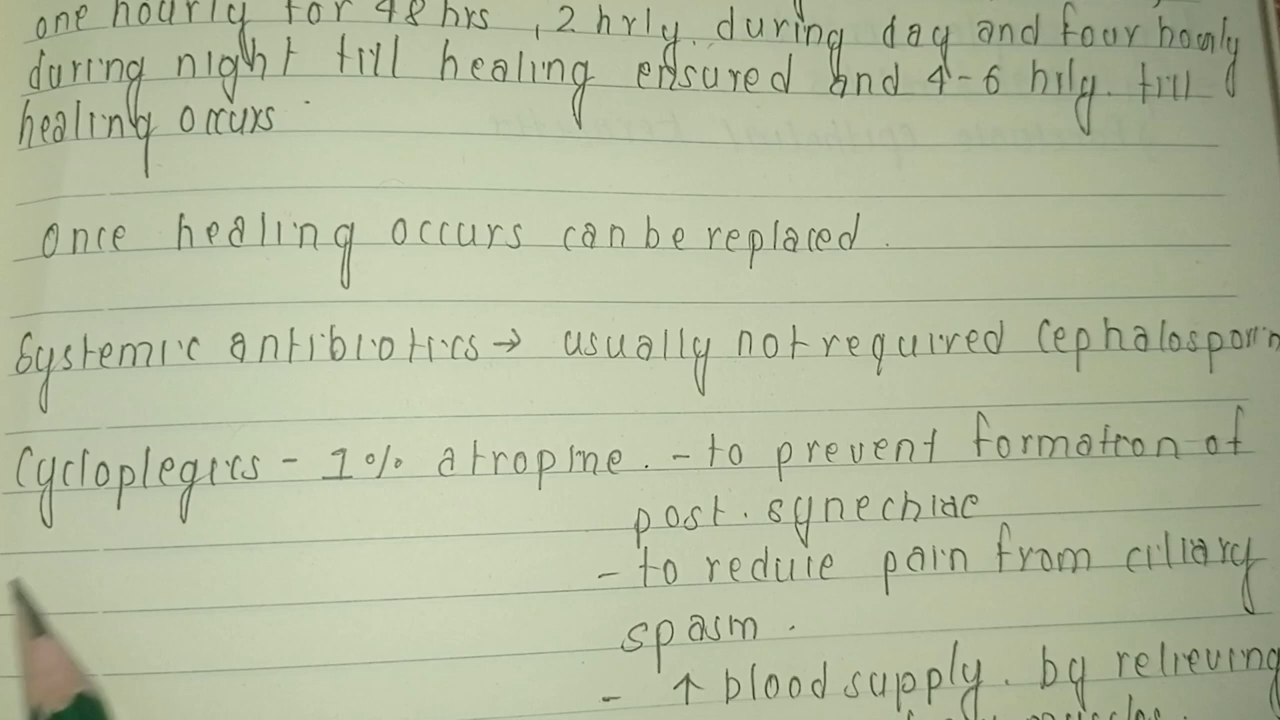 one hourly for 48 hrs , 2 hrly. during day and four hourly
during night till healing ensured and 4-6 hrly. till
healing occurs.
Once healing occurs can be replaced.
Systemic antibiotics → usually not required Cephalosporin
Cycloplegics - 1% atropine. - to prevent formation of
post. synechiae
- to reduce pain from ciliary
spasm.
- ↑ blood supply. by relieving